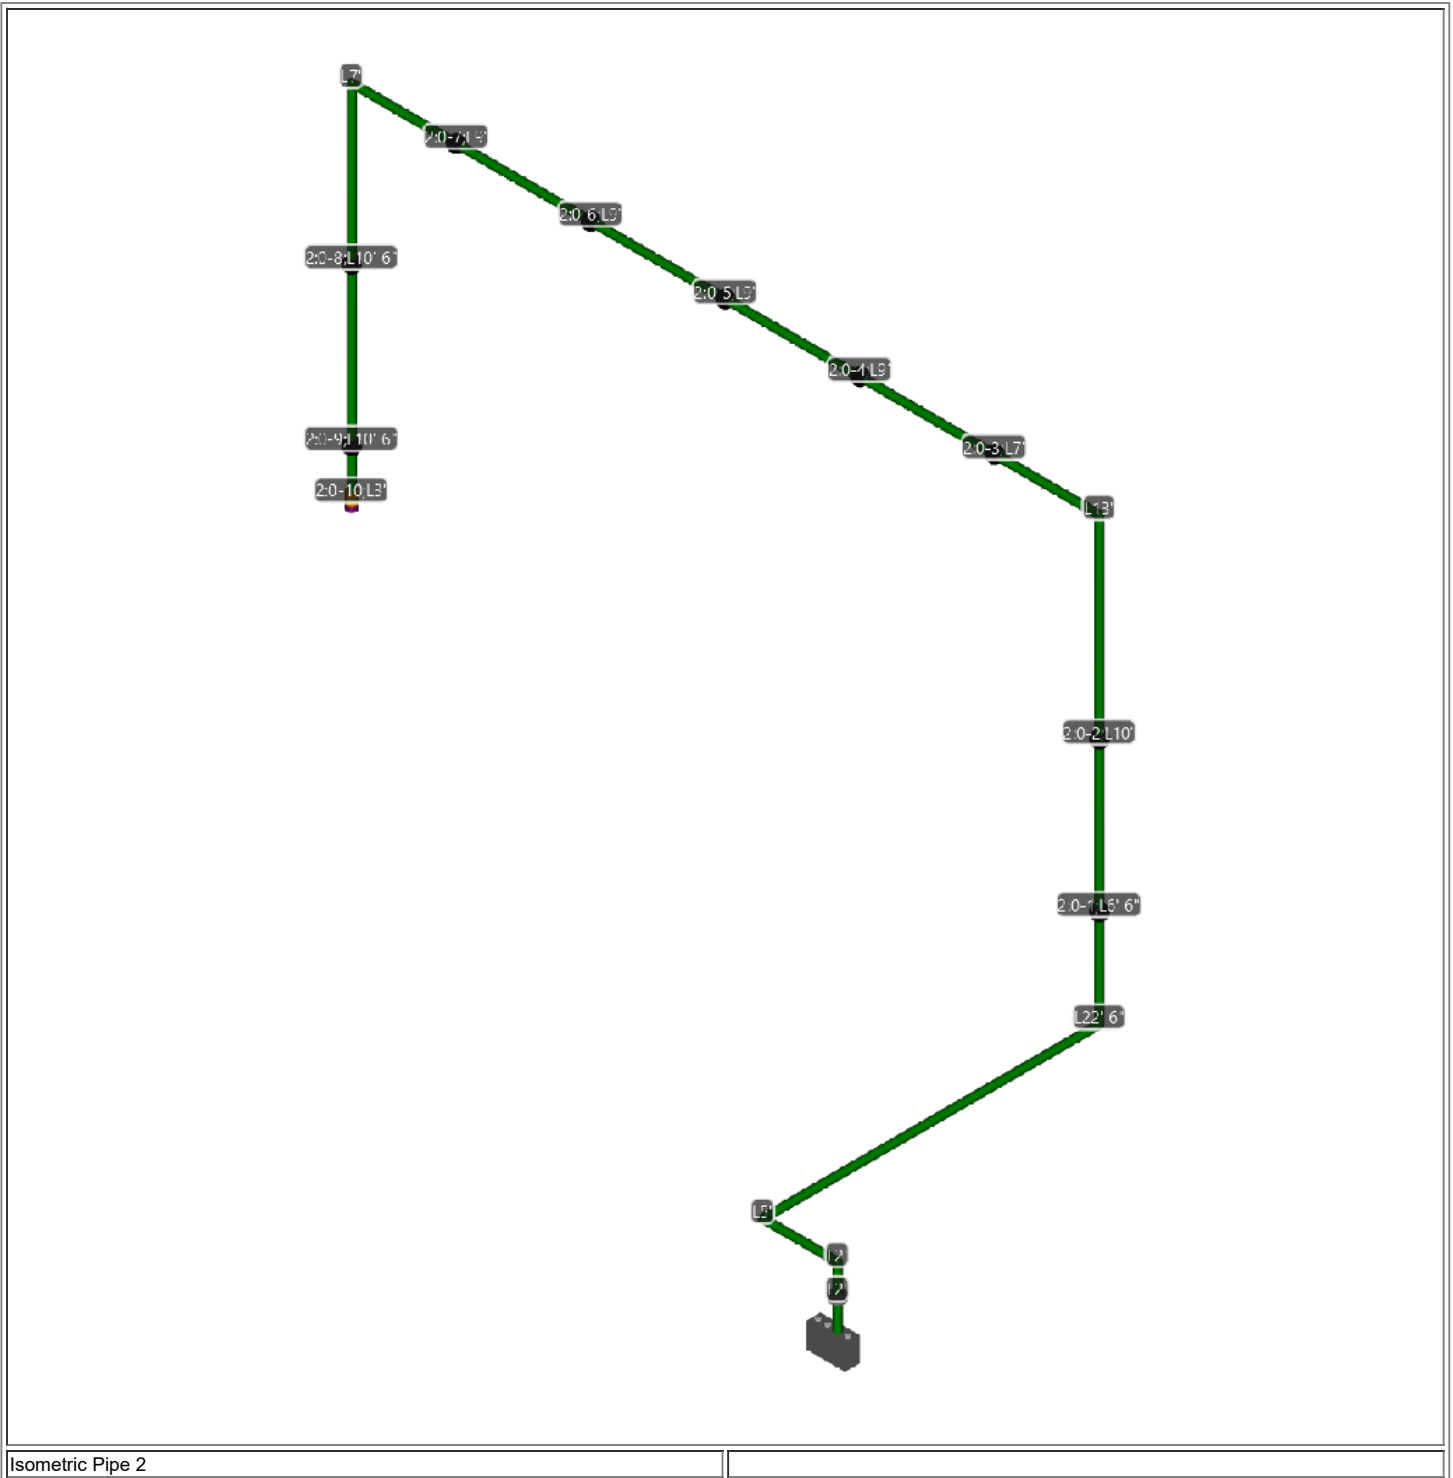 L7'
2:0-7;L9'
2:0-6;L9'
2:0-8;L10' 6"
2:0-5;L9'
2:0-4;L9'
2:0-9;L10' 6"
2:0-3;L7'
2:0-10;L3'
L13'
2:0-2;L10'
2:0-1;L6' 6"
L22' 6"
L5'
L2'
L2'
Isometric Pipe 2